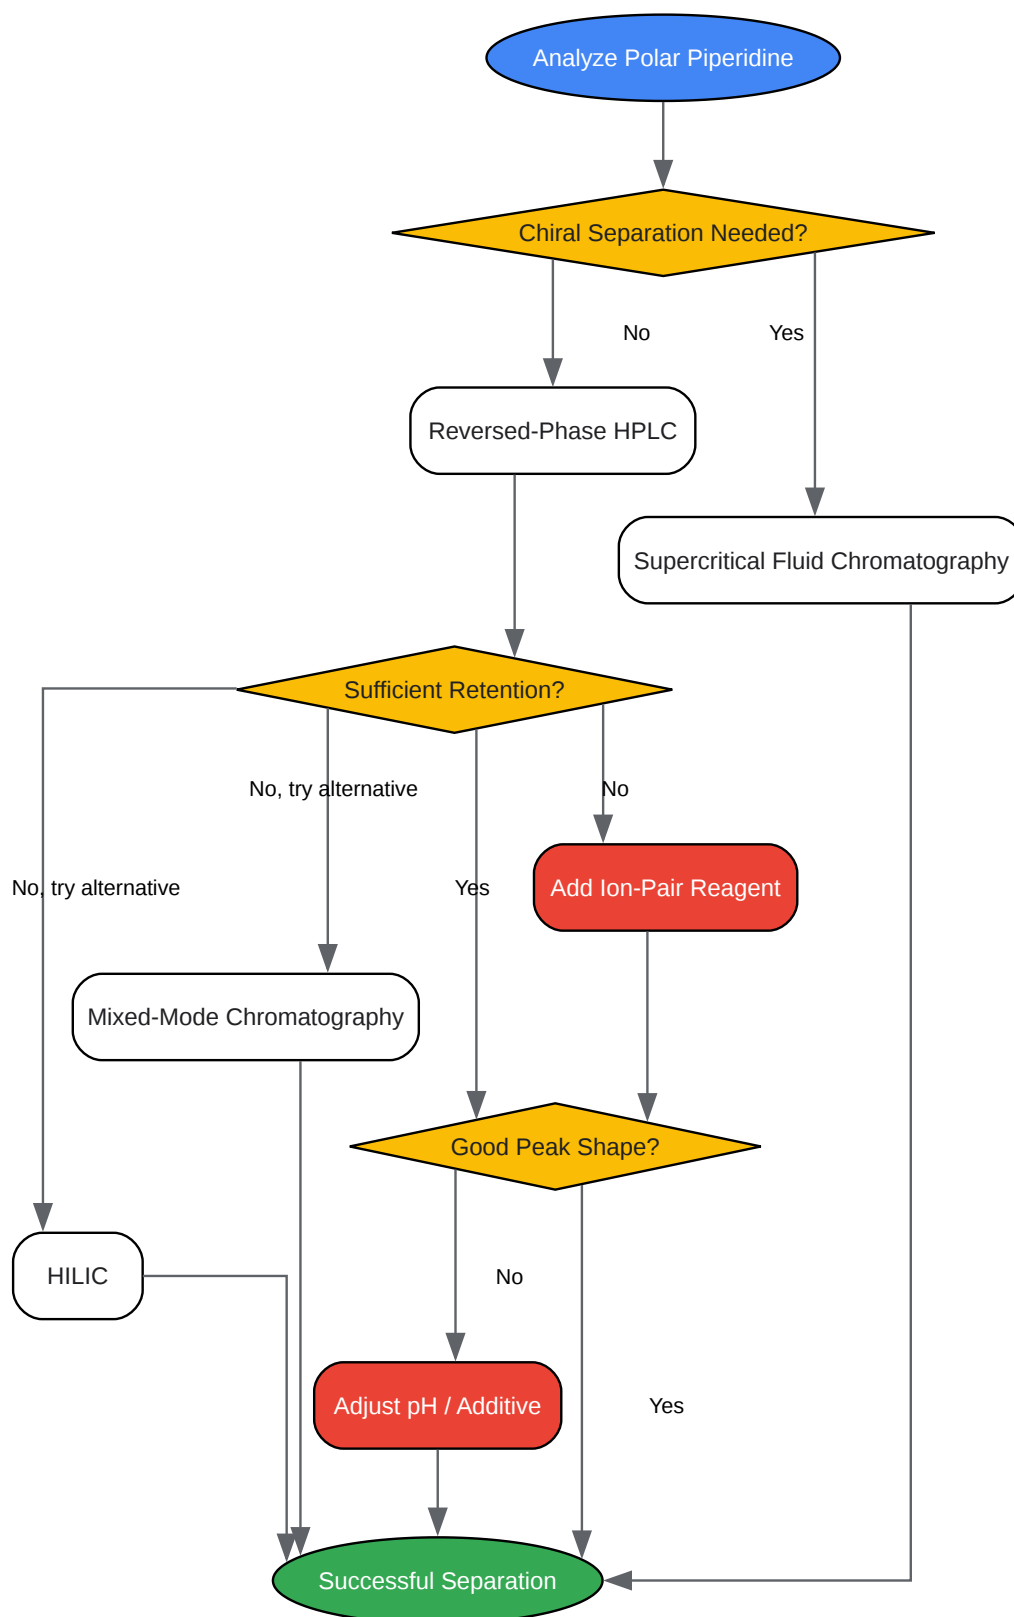 Analyze Polar Piperidine
Chiral Separation Needed?
No
Yes
Reversed-Phase HPLC
Supercritical Fluid Chromatography
Sufficient Retention?
No, try alternative
No
No, try alternative
Yes
Add Ion-Pair Reagent
Mixed-Mode Chromatography
Good Peak Shape?
HILIC
No
Adjust pH / Additive
Yes
Successful Separation